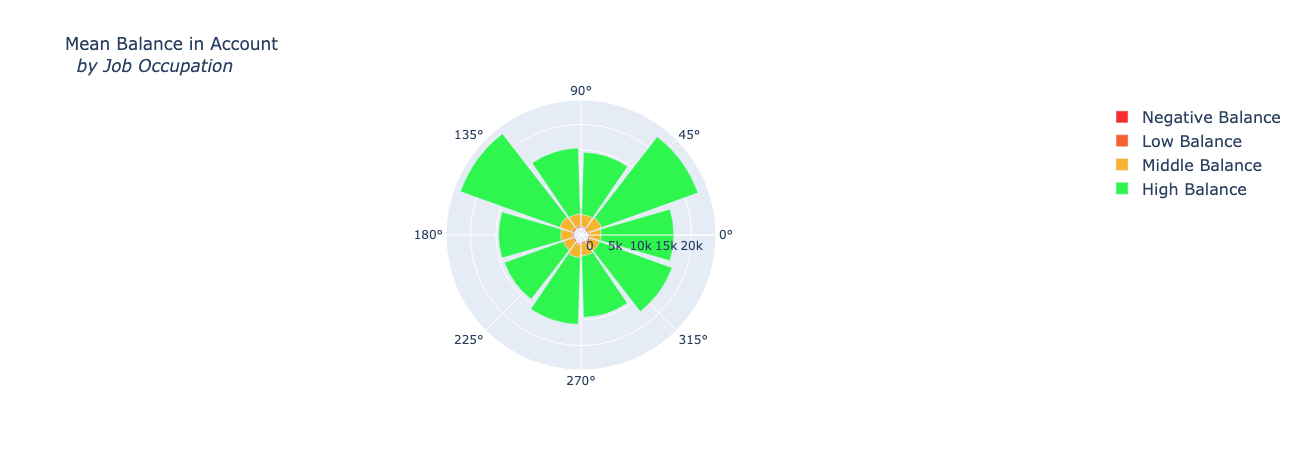 Mean Balance in Account
by Job Occupation
90°
135°
45°
Negative Balance
Low Balance
Middle Balance
High Balance
180°
0°
0 5k 10k 15k 20k
225°
315°
270°